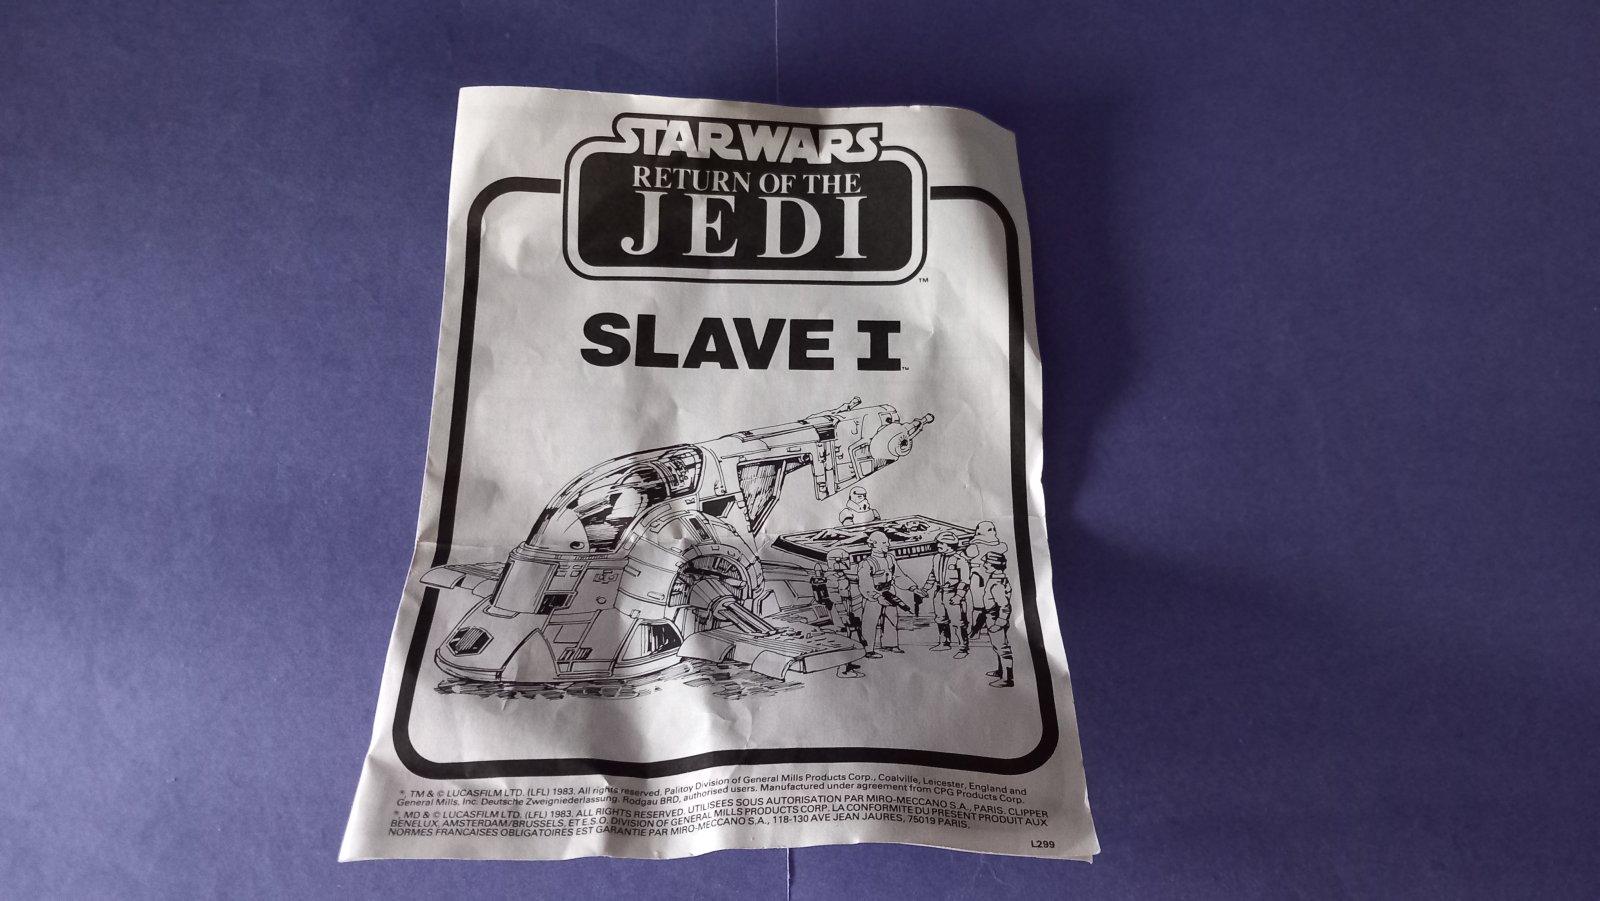 STAR WARS
RETURN OF THE
JEDI
TM
SLAVE I
TM
*, TM & © LUCASFILM LTD. (LFL) 1983. All rights reserved. Palitoy Division of General Mills Products Corp., Coalville, Leicester, England and
General Mills, Inc. Deutsche Zweigniederlassung. Rodgau BRD, authorised users. Manufactured under agreement from CPG Products Corp.
*, MD & © LUCASFILM LTD. (LFL) 1983. ALL RIGHTS RESERVED. UTILISEES SOUS AUTORISATION PAR MIRO-MECCANO S.A., PARIS. CLIPPER
BENELUX, AMSTERDAM/BRUSSELS, ET E.S.O. DIVISION OF GENERAL MILLS PRODUCTS CORP. LA CONFORMITE DU PRESENT PRODUIT AUX
NORMES FRANCAISES OBLIGATOIRES EST GARANTIE PAR MIRO-MECCANO S.A., 118-130 AVE JEAN JAURES, 75019 PARIS.
L299